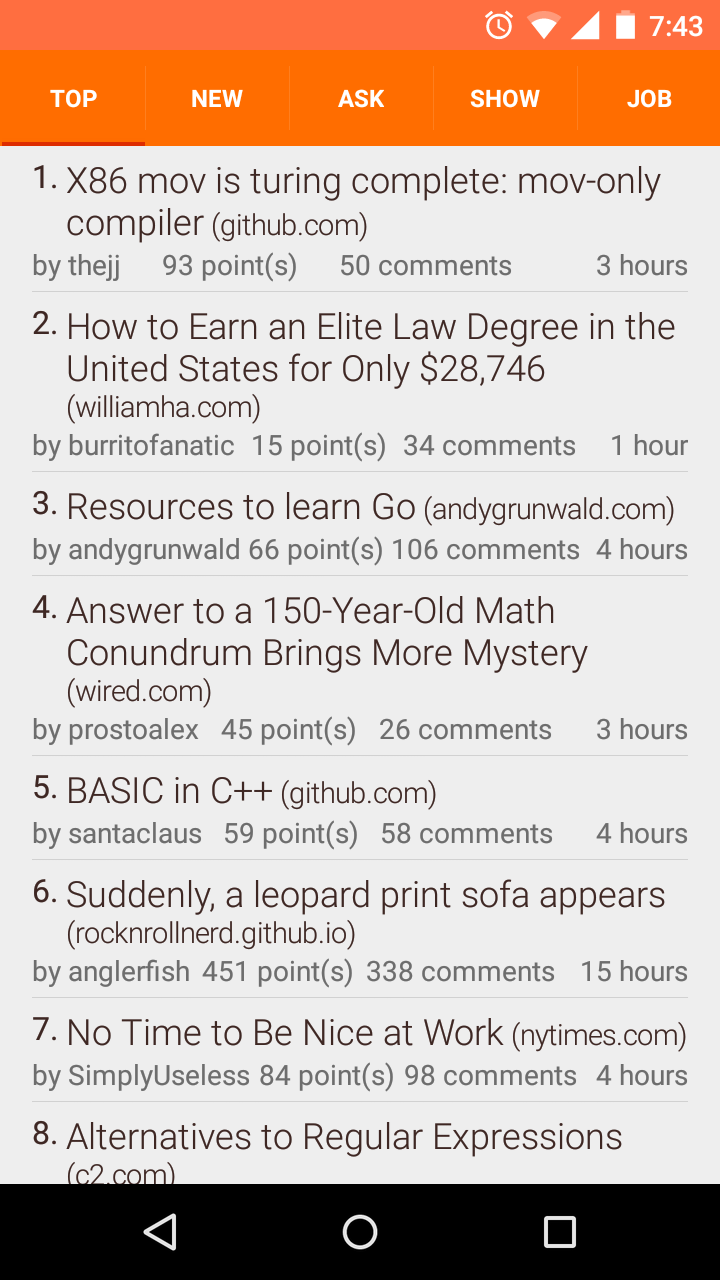 7:43
TOP NEW ASK SHOW JOB
1. X86 mov is turing complete: mov-only
compiler (github.com)
by thejj 93 point(s) 50 comments 3 hours
2. How to Earn an Elite Law Degree in the
United States for Only $28,746
(williamha.com)
by burritofanatic 15 point(s) 34 comments 1 hour
3. Resources to learn Go (andygrunwald.com)
by andygrunwald 66 point(s) 106 comments 4 hours
4. Answer to a 150-Year-Old Math
Conundrum Brings More Mystery
(wired.com)
by prostoalex 45 point(s) 26 comments 3 hours
5. BASIC in C++ (github.com)
by santaclaus 59 point(s) 58 comments 4 hours
6. Suddenly, a leopard print sofa appears
(rocknrollnerd.github.io)
by anglerfish 451 point(s) 338 comments 15 hours
7. No Time to Be Nice at Work (nytimes.com)
by SimplyUseless 84 point(s) 98 comments 4 hours
8. Alternatives to Regular Expressions
(c2.com)